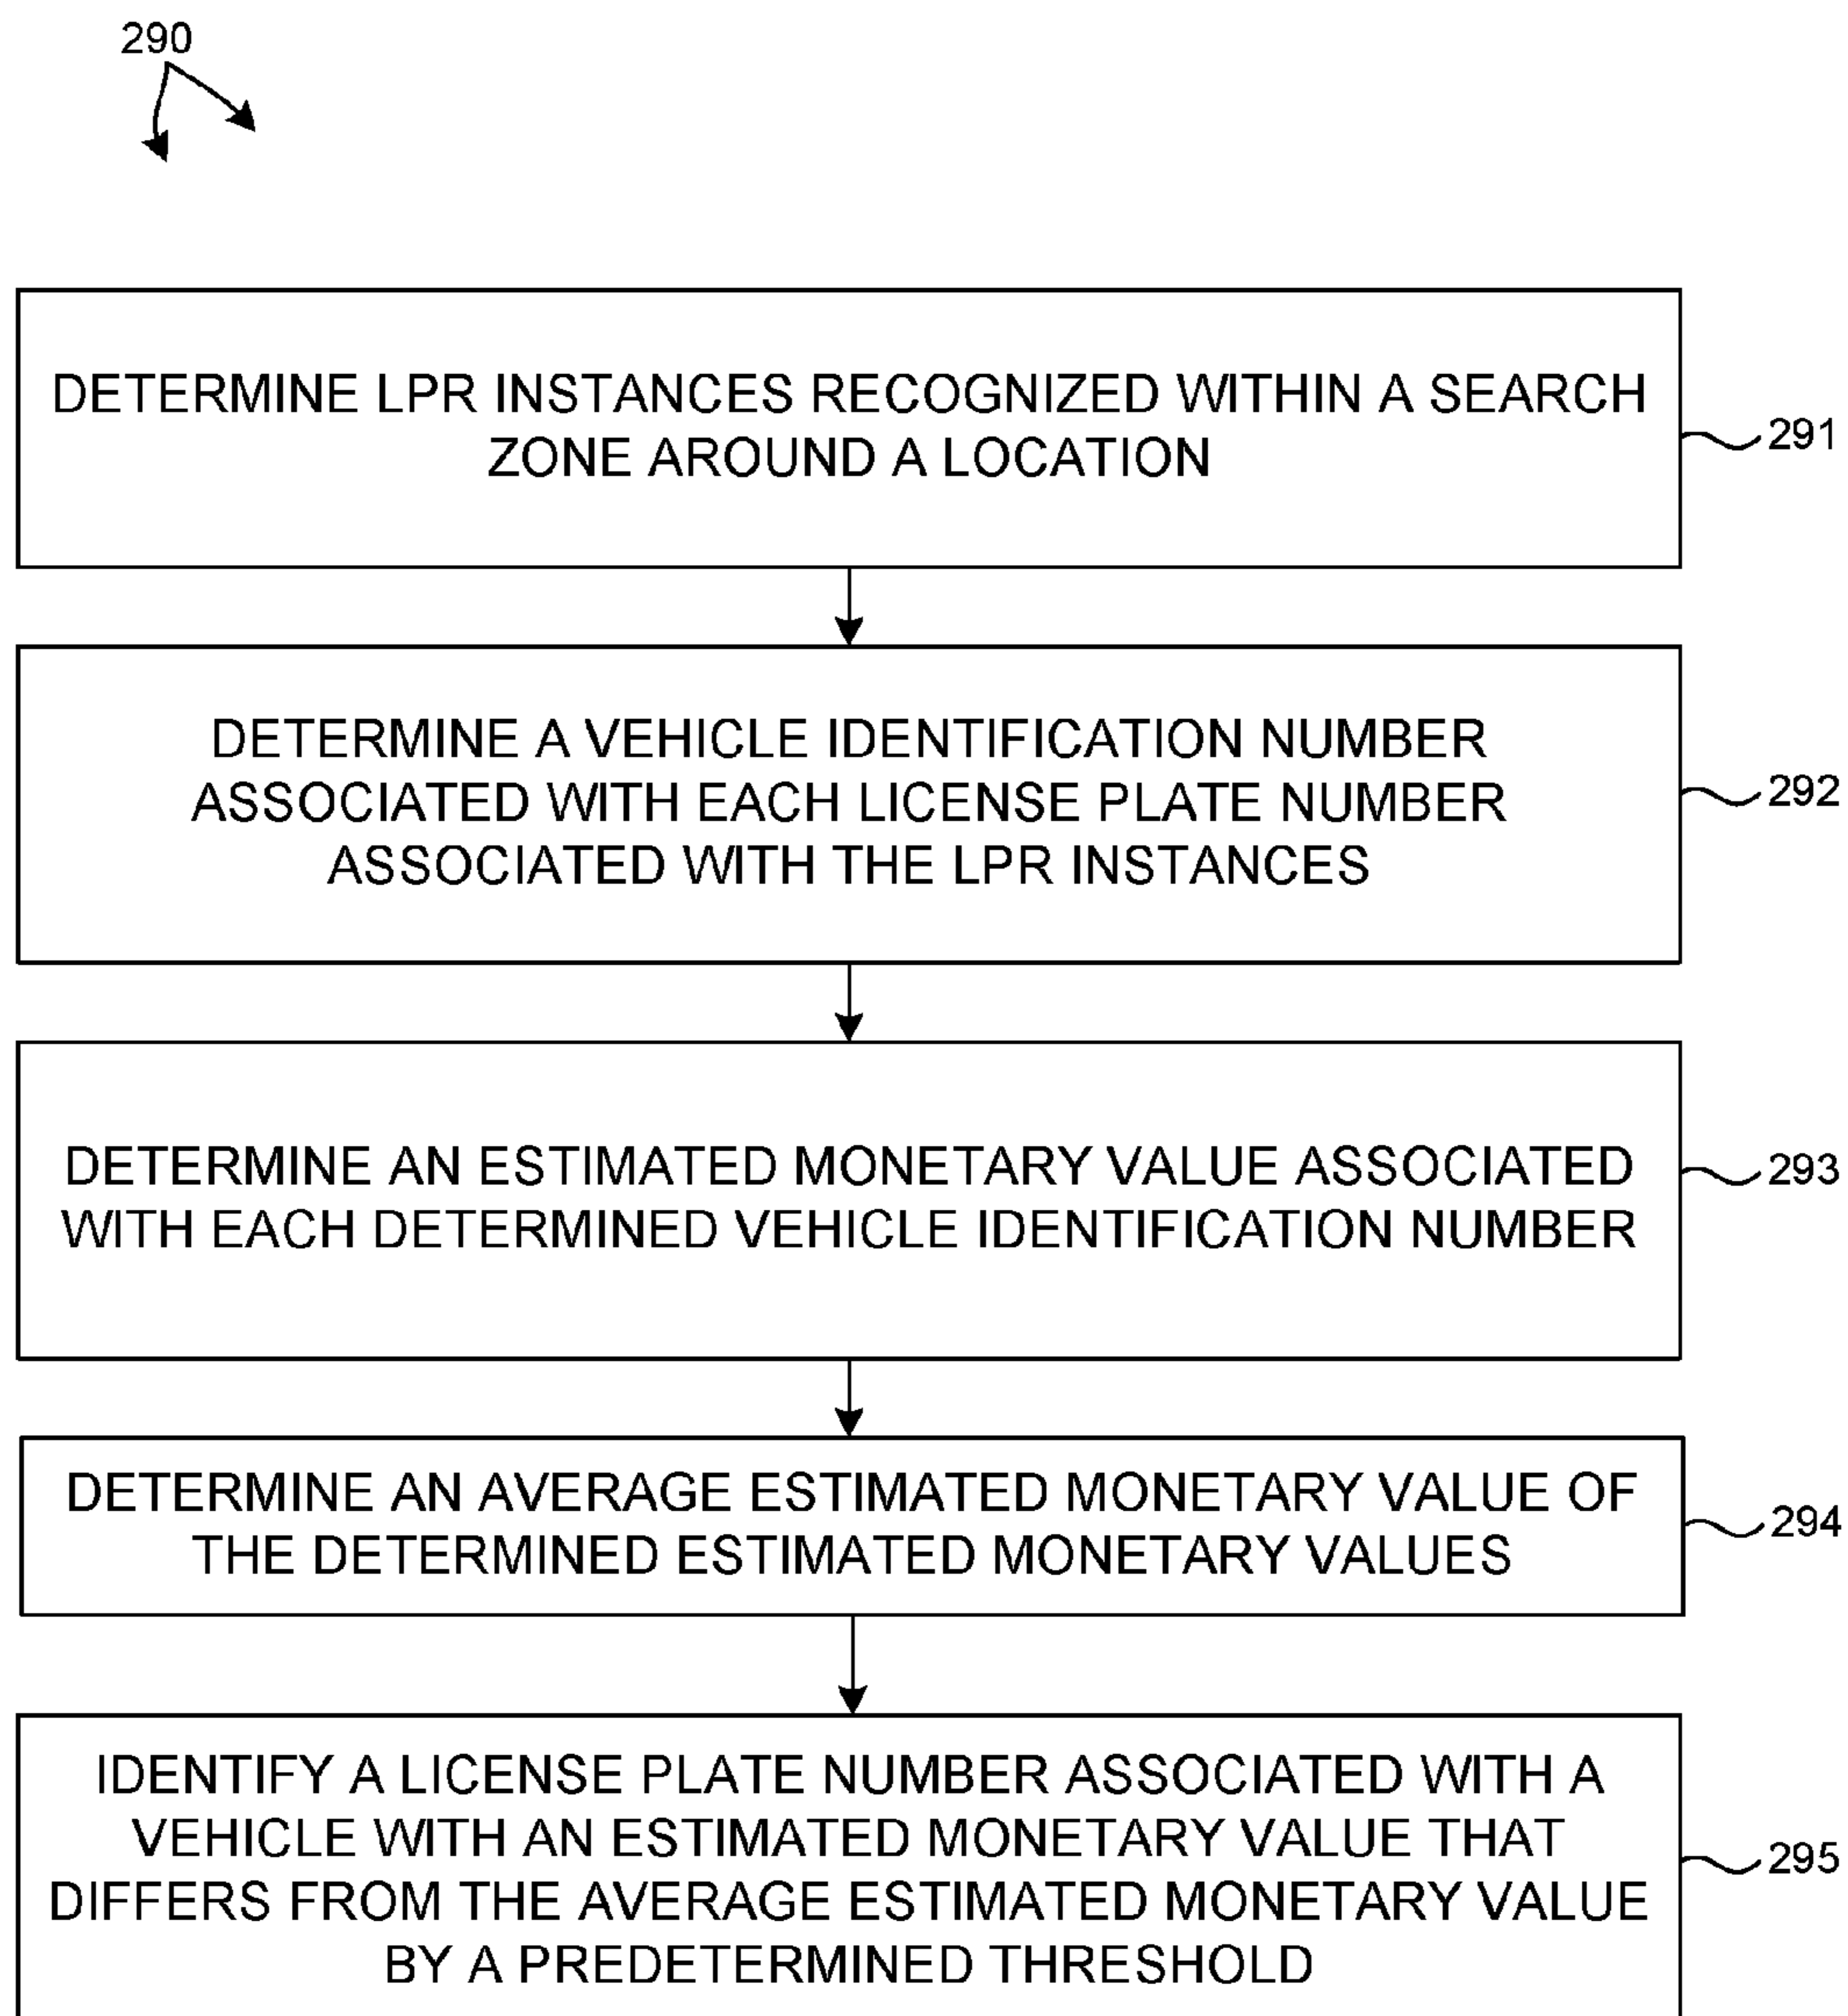 290
DETERMINE LPR INSTANCES RECOGNIZED WITHIN A SEARCH
ZONE AROUND A LOCATION
291
DETERMINE A VEHICLE IDENTIFICATION NUMBER
ASSOCIATED WITH EACH LICENSE PLATE NUMBER
ASSOCIATED WITH THE LPR INSTANCES
292
DETERMINE AN ESTIMATED MONETARY VALUE ASSOCIATED
WITH EACH DETERMINED VEHICLE IDENTIFICATION NUMBER
293
DETERMINE AN AVERAGE ESTIMATED MONETARY VALUE OF
THE DETERMINED ESTIMATED MONETARY VALUES
294
IDENTIFY A LICENSE PLATE NUMBER ASSOCIATED WITH A
VEHICLE WITH AN ESTIMATED MONETARY VALUE THAT
DIFFERS FROM THE AVERAGE ESTIMATED MONETARY VALUE
BY A PREDETERMINED THRESHOLD
295